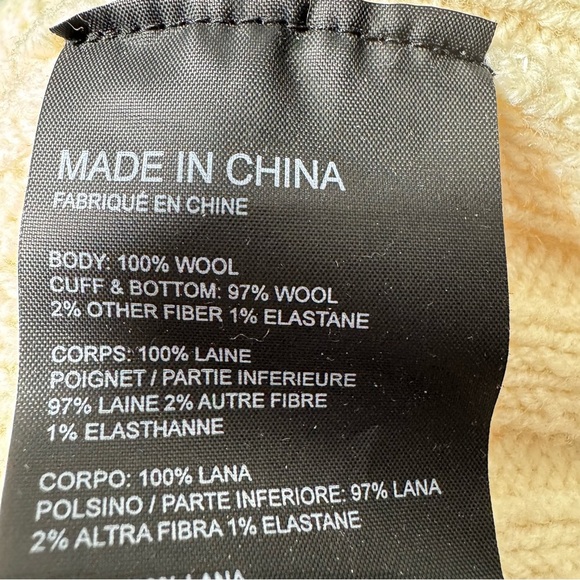 MADE IN CHINA
FABRIQUÉ EN CHINE
BODY: 100% WOOL
CUFF & BOTTOM: 97% WOOL
2% OTHER FIBER 1% ELASTANE
CORPS: 100% LAINE
POIGNET / PARTIE INFERIEURE
97% LAINE 2% AUTRE FIBRE
1% ELASTHANNE
CORPO: 100% LANA
POLSINO / PARTE INFERIORE: 97% LANA
2% ALTRA FIBRA 1% ELASTANE
100% LANA